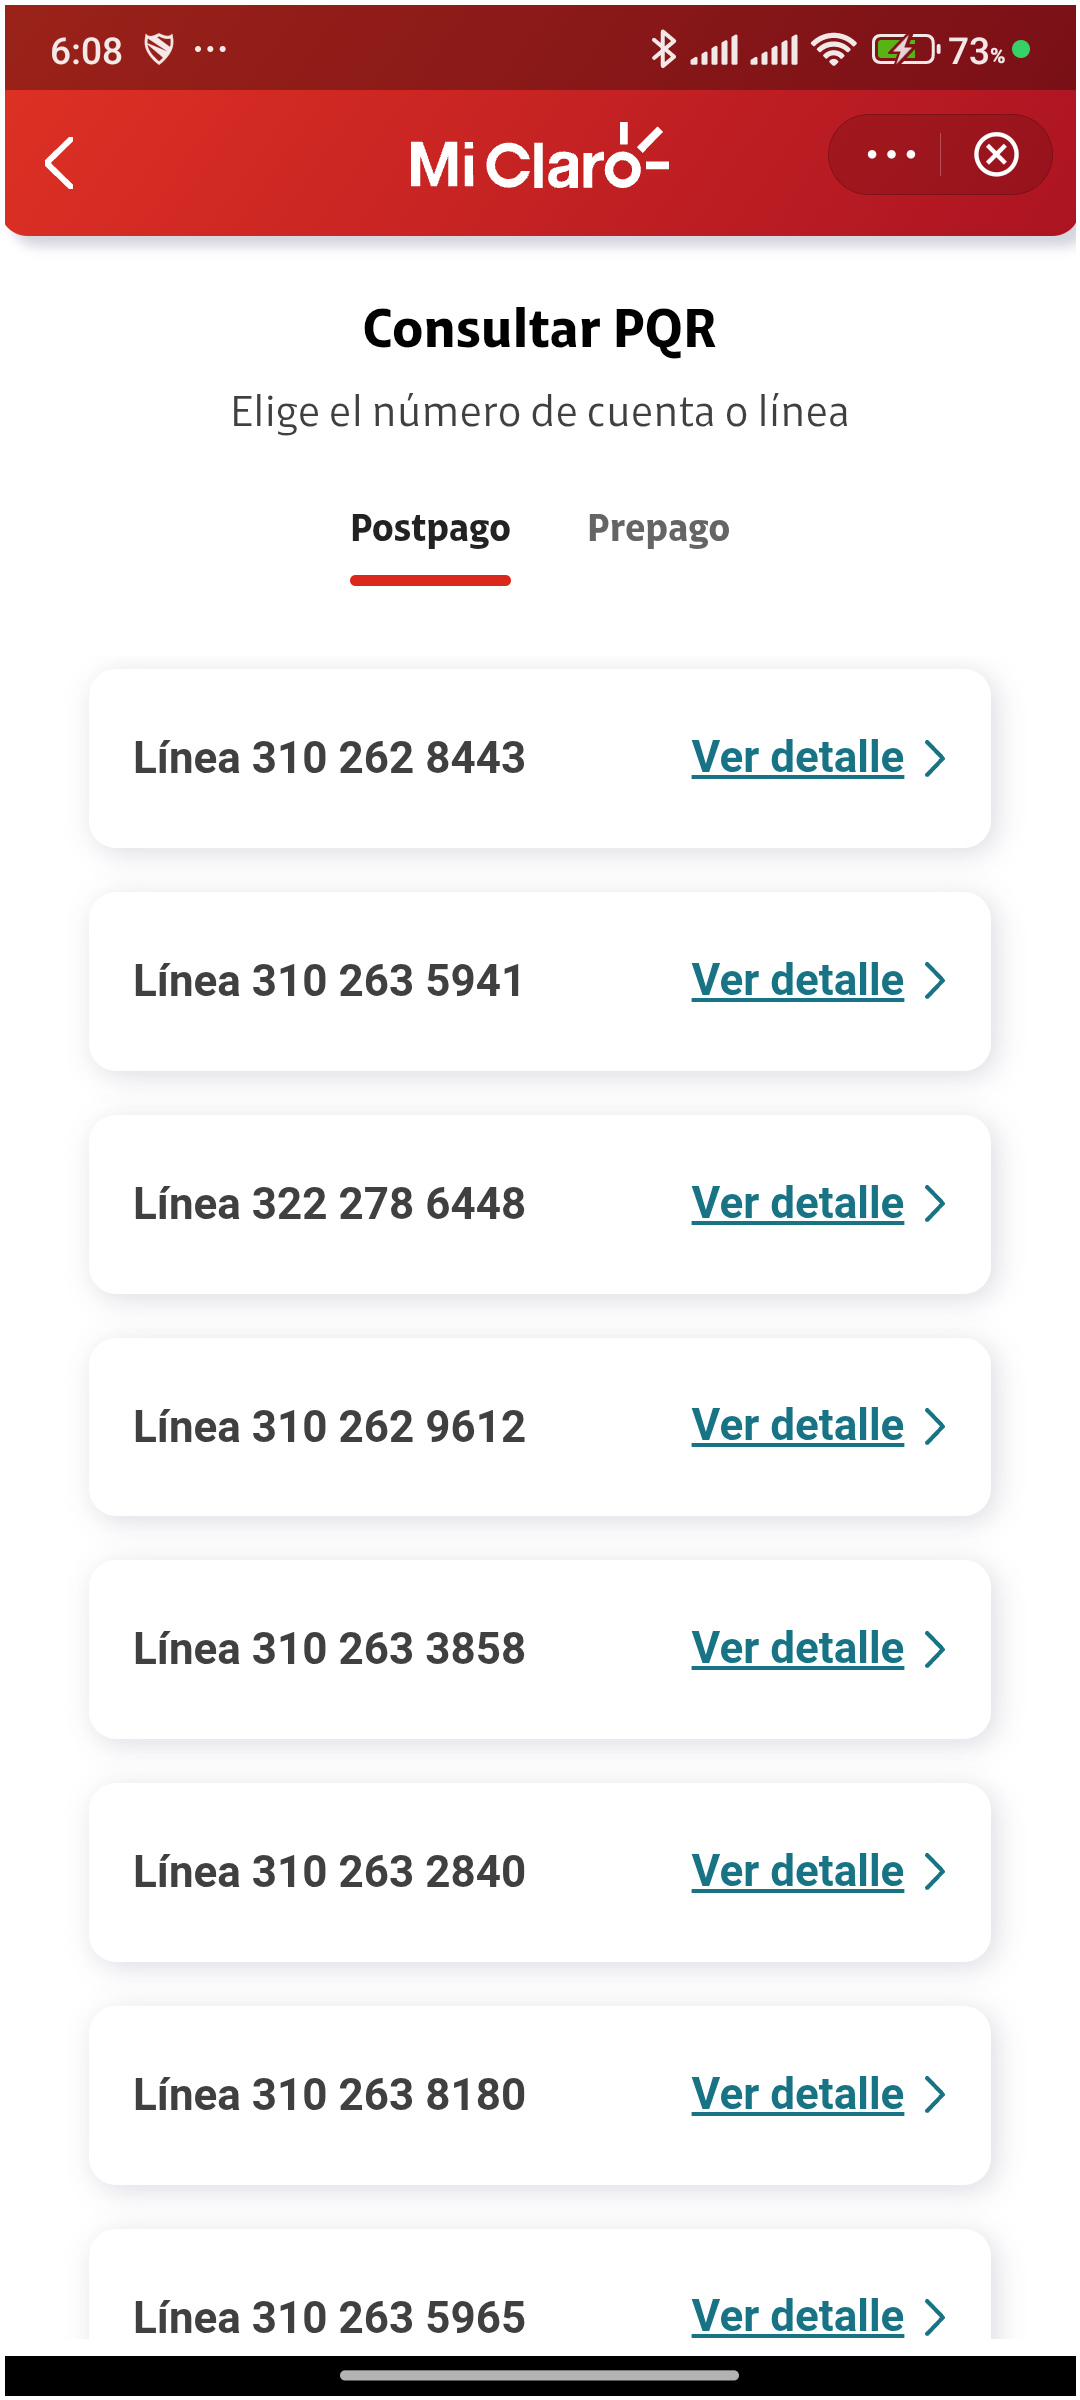 6:08 ... 73%
Mi Claro
Consultar PQR
Elige el número de cuenta o línea
Postpago Prepago
Línea 310 262 8443 Ver detalle
Línea 310 263 5941 Ver detalle
Línea 322 278 6448 Ver detalle
Línea 310 262 9612 Ver detalle
Línea 310 263 3858 Ver detalle
Línea 310 263 2840 Ver detalle
Línea 310 263 8180 Ver detalle
Línea 310 263 5965 Ver detalle